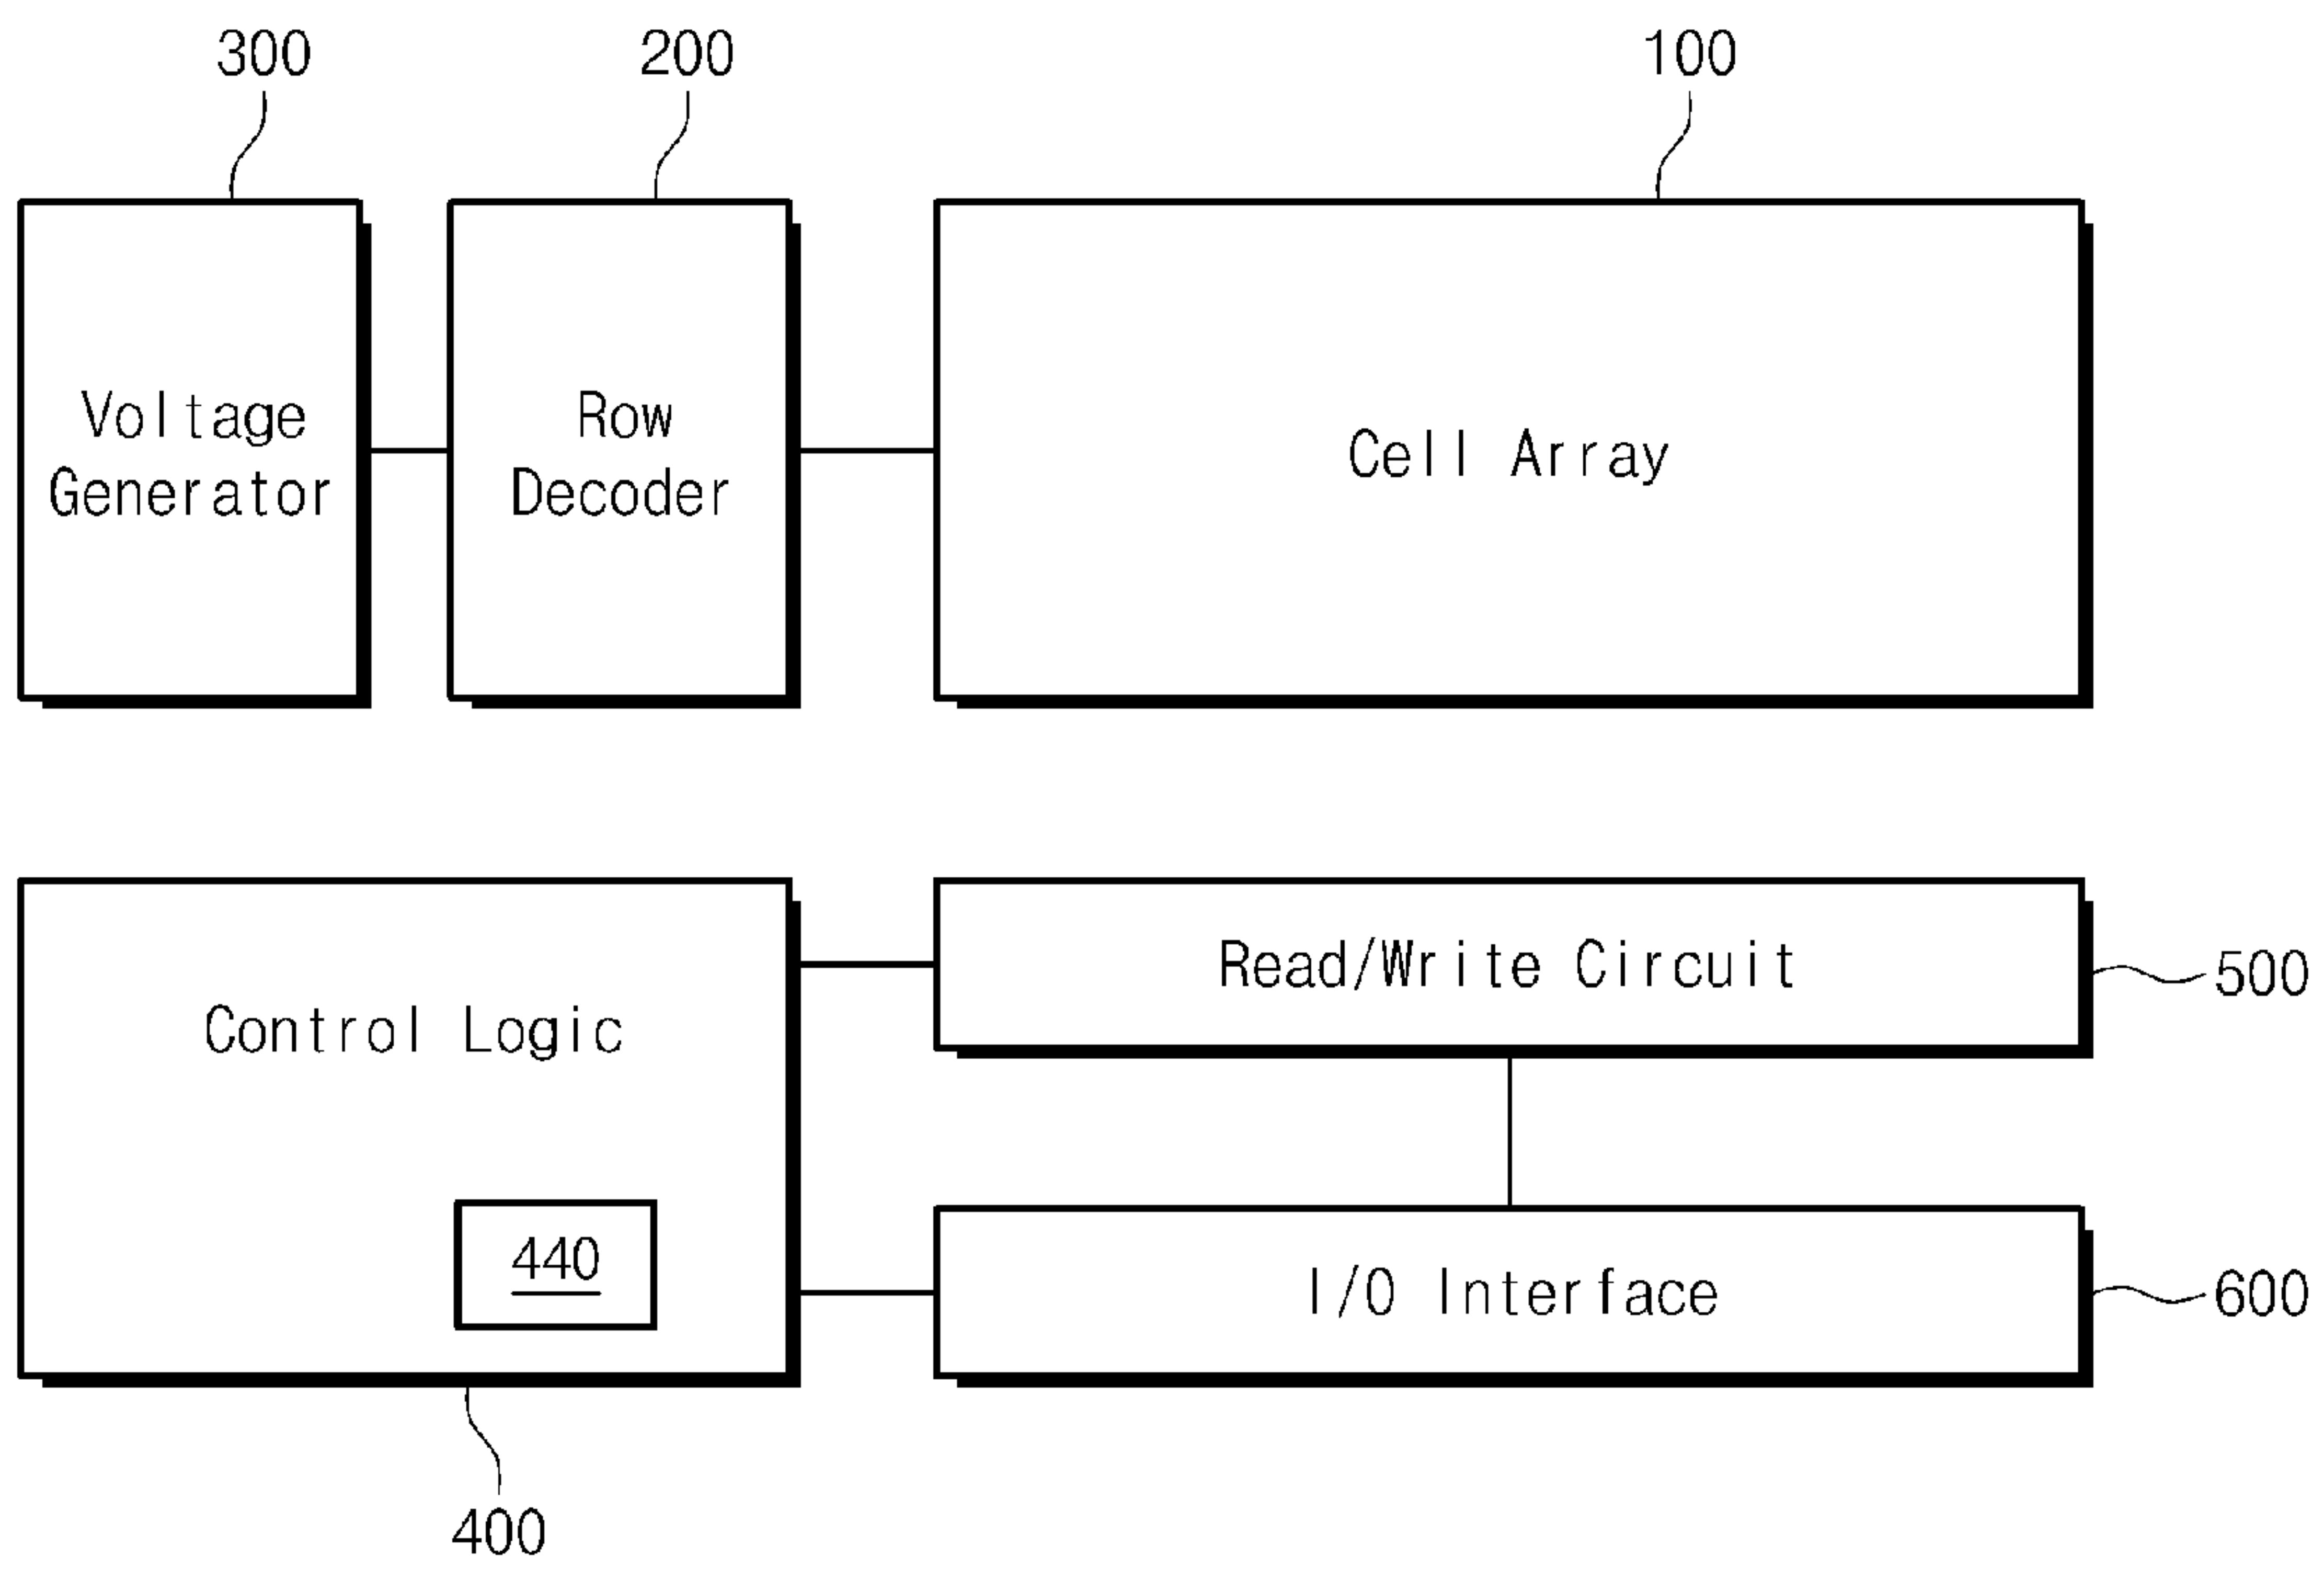 300
200
100
Voltage
Generator
Row
Decoder
Cell Array
Read/Write Circuit
500
Control Logic
440
I/O Interface
600
400